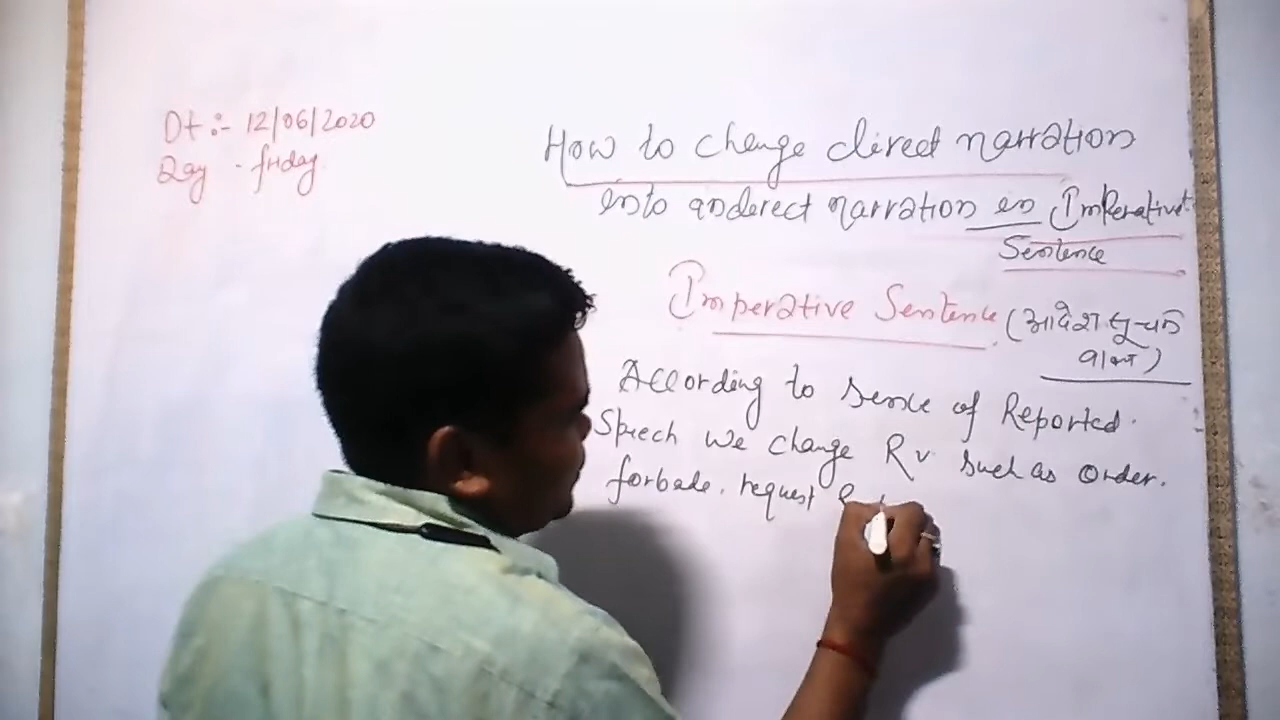 Dt :- 12/06/2020
Day - friday
How to change direct narration
into inderect narration in Imperative
Sentence
Imperative Sentence (आदेश सूचक
वाक्य)
According to sense of Reported
Speech we change Rv such as order.
forbade, request